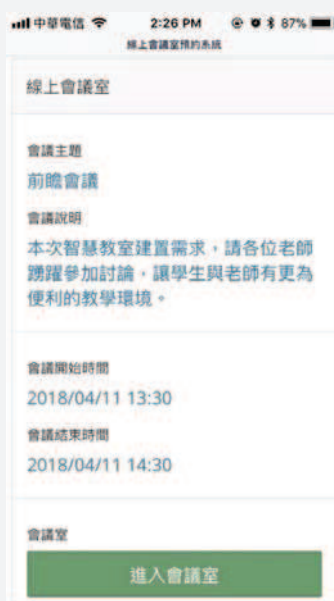 中華電信 2:26 PM 87%
線上會議室預約系統
線上會議室
會議主題
前瞻會議
會議說明
本次智慧教室建置需求，請各位老師
踴躍參加討論，讓學生與老師有更為
便利的教學環境。
會議開始時間
2018/04/11 13:30
會議結束時間
2018/04/11 14:30
會議室
進入會議室